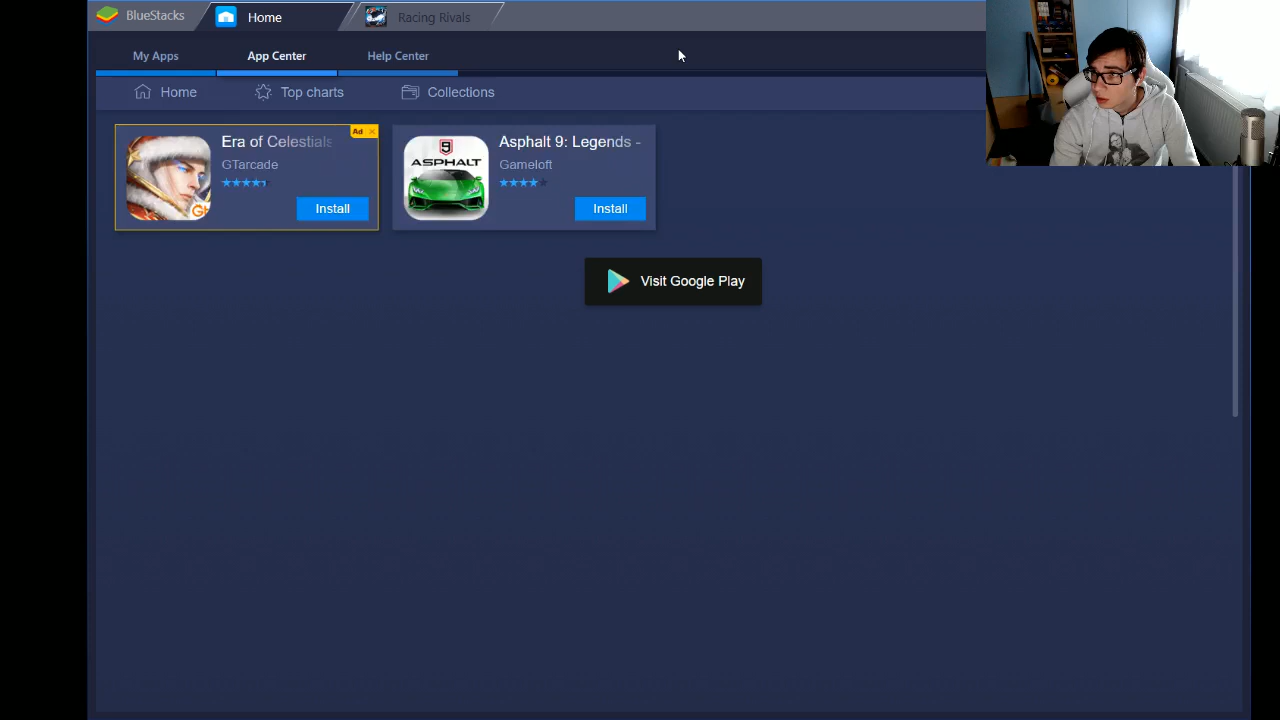 BlueStacks
Home
Racing Rivals
My Apps
App Center
Help Center
Home
Top charts
Collections
Ad
Era of Celestials
GTarcade
Install
ASPHALT
9
Asphalt 9: Legends -
Gameloft
Install
Visit Google Play